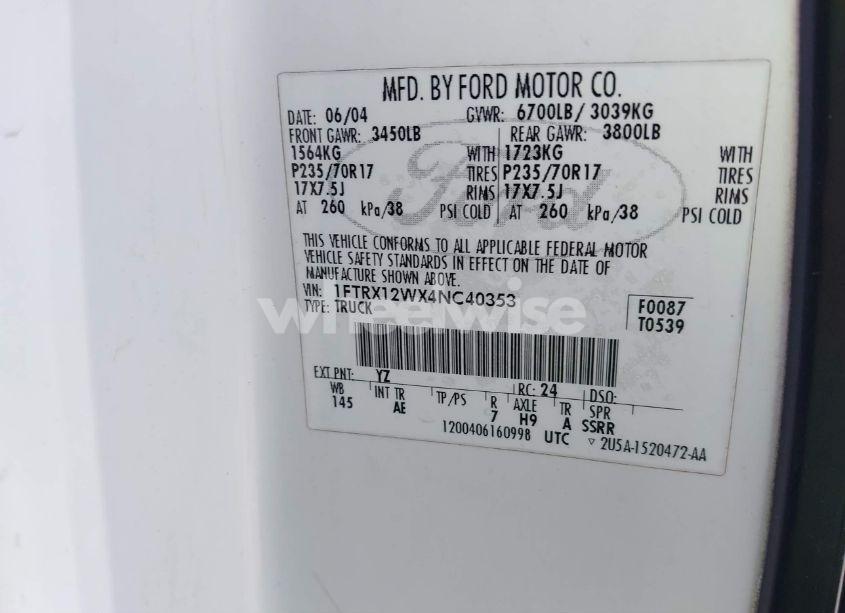 MFD. BY FORD MOTOR CO.
DATE: 06/04 GVWR: 6700LB/ 3039KG
FRONT GAWR: 3450LB REAR GAWR: 3800LB
1564KG WITH 1723KG WITH
P235/70R17 TIRES P235/70R17 TIRES
17X7.5J RIMS 17X7.5J RIMS
AT 260 kPa/38 PSI COLD AT 260 kPa/38 PSI COLD
Ford
THIS VEHICLE CONFORMS TO ALL APPLICABLE FEDERAL MOTOR
VEHICLE SAFETY STANDARDS IN EFFECT ON THE DATE OF
MANUFACTURE SHOWN ABOVE.
VIN: 1FTRX12WX4NC40353 F0087
TYPE: TRUCK T0539
wheelwise
EXT PNT: YZ RC: 24 DSO:
WB INT TR TP/PS R AXLE TR SPR
145 AE 7 H9 A SSRR
1200406160998 UTC ▽ 2U5A-1520472-AA